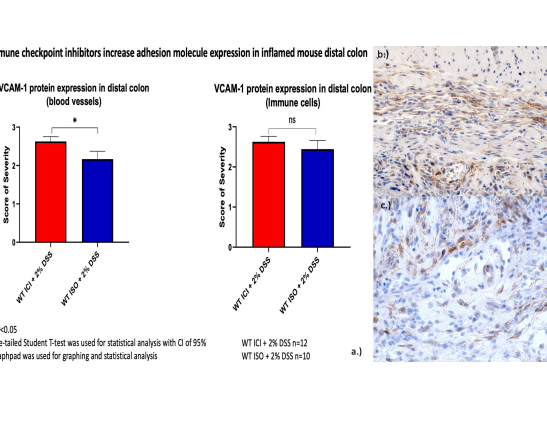 mune checkpoint inhibitors increase adhesion molecule expression in inflamed mouse distal colon
b.)
VCAM-1 protein expression in distal colon
(blood vessels)
*
3
2
1
0
Score of Severity
WT ICI + 2% DSS
WT ISO + 2% DSS
VCAM-1 protein expression in distal colon
(Immune cells)
ns
3
2
1
0
Score of Severity
WT ICI + 2% DSS
WT ISO + 2% DSS
c.)
<0.05
e-tailed Student T-test was used for statistical analysis with CI of 95%
aphpad was used for graphing and statistical analysis
WT ICI + 2% DSS n=12
WT ISO + 2% DSS n=10
a.)